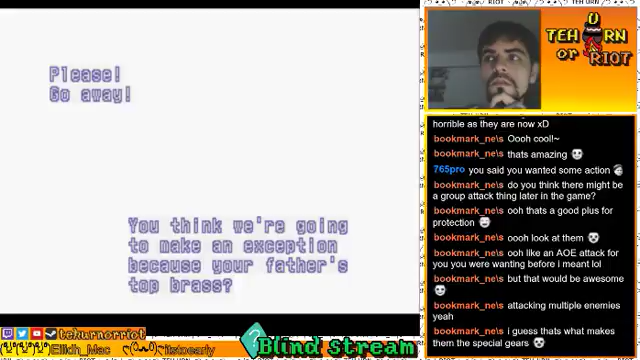 Please!
Go away!
You think we're going
to make an exception
because your father's
top brass?
TEH URN
or RIOT
horrible as they are now xD
bookmark_ne\s Oooh cool!~
bookmark_ne\s thats amazing
765pro you said you wanted some action
bookmark_ne\s do you think there might be
a group attack thing later in the game?
bookmark_ne\s ooh thats a good plus for
protection
bookmark_ne\s oooh look at them
bookmark_ne\s ooh like an AOE attack for
you you were wanting before i meant lol
bookmark_ne\s but that would be awesome
bookmark_ne\s attacking multiple enemies
yeah
bookmark_ne\s i guess thats what makes
them the special gears
tehurnorriot
Eilidh_Mac
itstoearly
Blind Stream